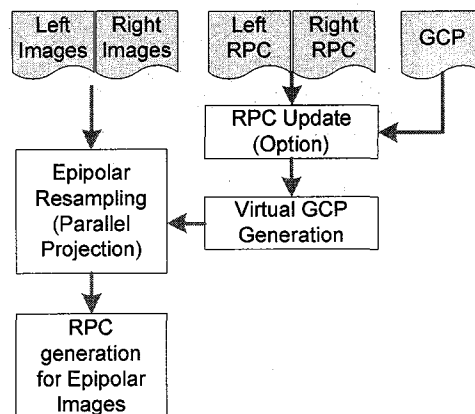 Left Images
Right Images
Left RPC
Right RPC
GCP
RPC Update
(Option)
Epipolar
Resampling
(Parallel
Projection)
Virtual GCP
Generation
RPC
generation
for Epipolar
Images